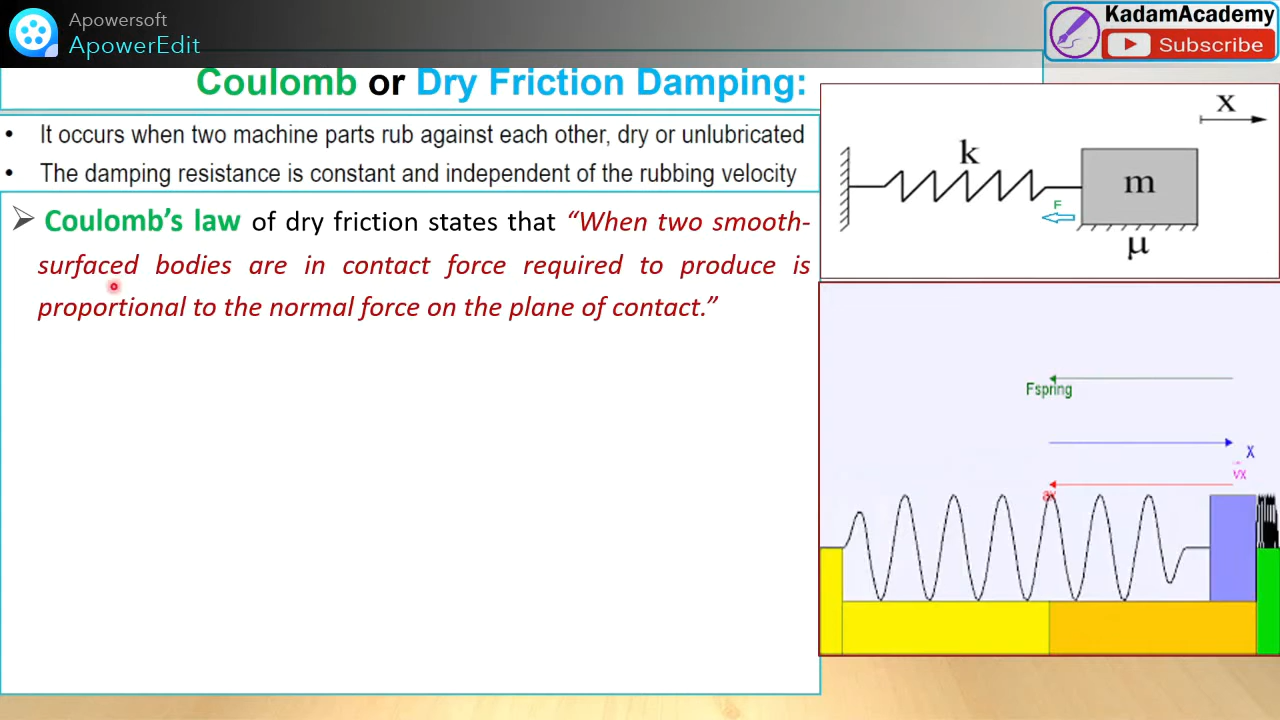 Apowersoft
ApowerEdit
KadamAcademy
Subscribe
Coulomb or Dry Friction Damping:
• It occurs when two machine parts rub against each other, dry or unlubricated
• The damping resistance is constant and independent of the rubbing velocity
➢ Coulomb's law of dry friction states that “When two smooth-
surfaced bodies are in contact force required to produce is
proportional to the normal force on the plane of contact.”
x
k
m
F
μ
Fspring
X
vx